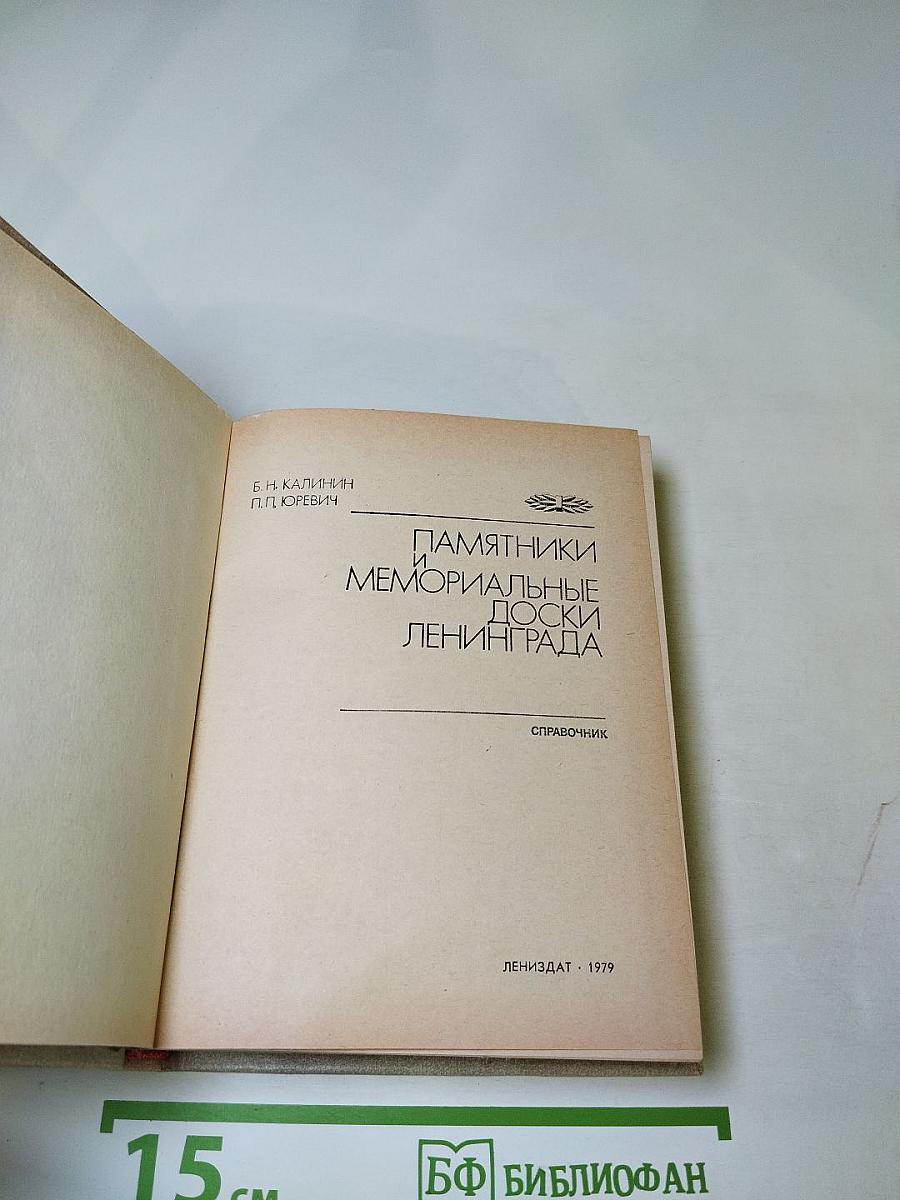 Б. Н. КАЛИНИН
П. П. ЮРЕВИЧ
ПАМЯТНИКИ
И
МЕМОРИАЛЬНЫЕ
ДОСКИ
ЛЕНИНГРАДА
СПРАВОЧНИК
ЛЕНИЗДАТ · 1979
15 см
БФ БИБЛИОФАН